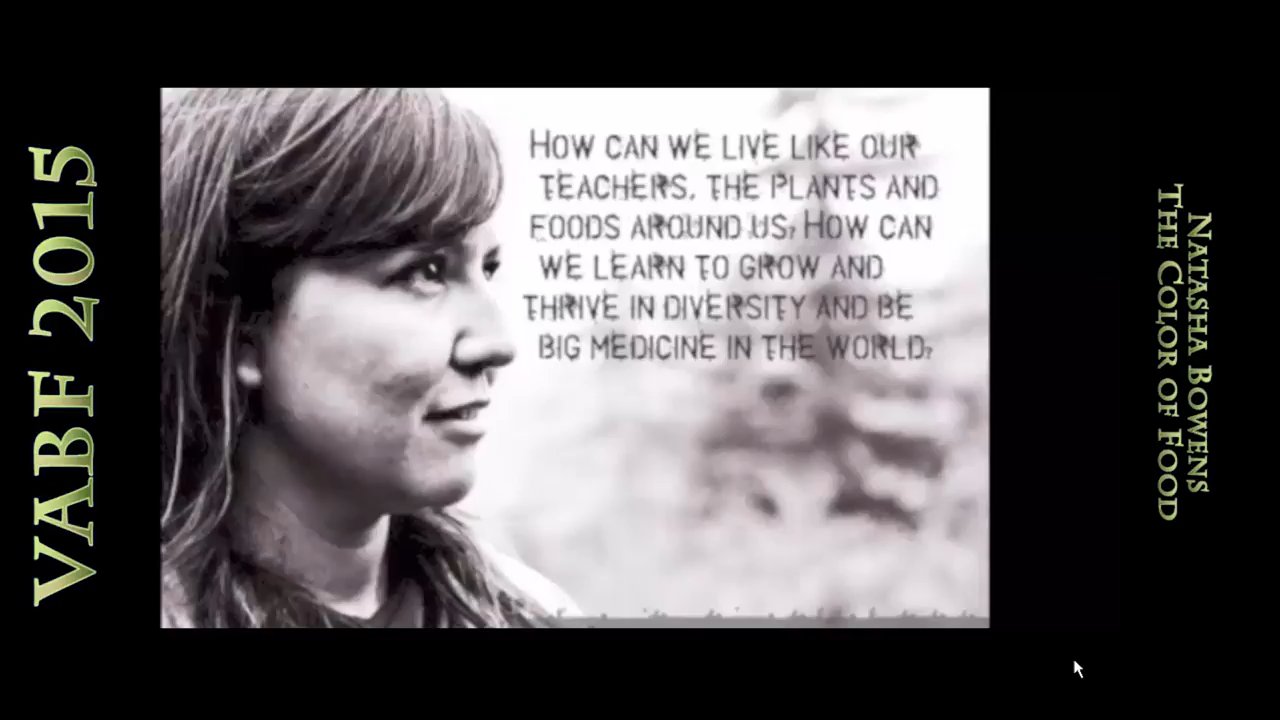 VABF 2015
How can we live like our
teachers, the plants and
foods around us? How can
we learn to grow and
thrive in diversity and be
big medicine in the world?
Natasha Bowens
The Color of Food